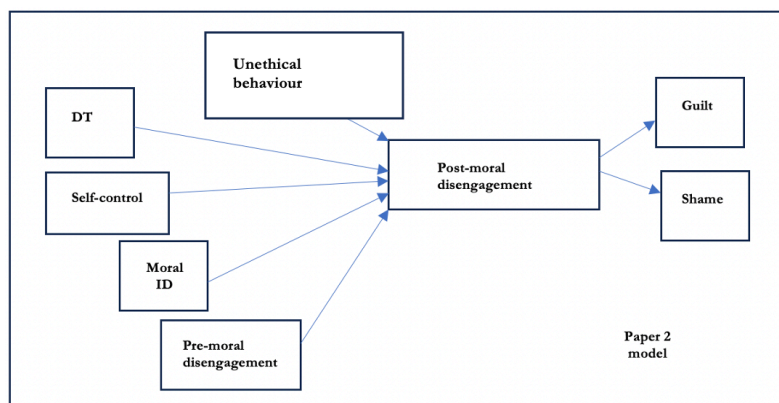 Unethical
behaviour
DT
Self-control
Moral
ID
Pre-moral
disengagement
Post-moral
disengagement
Guilt
Shame
Paper 2
model